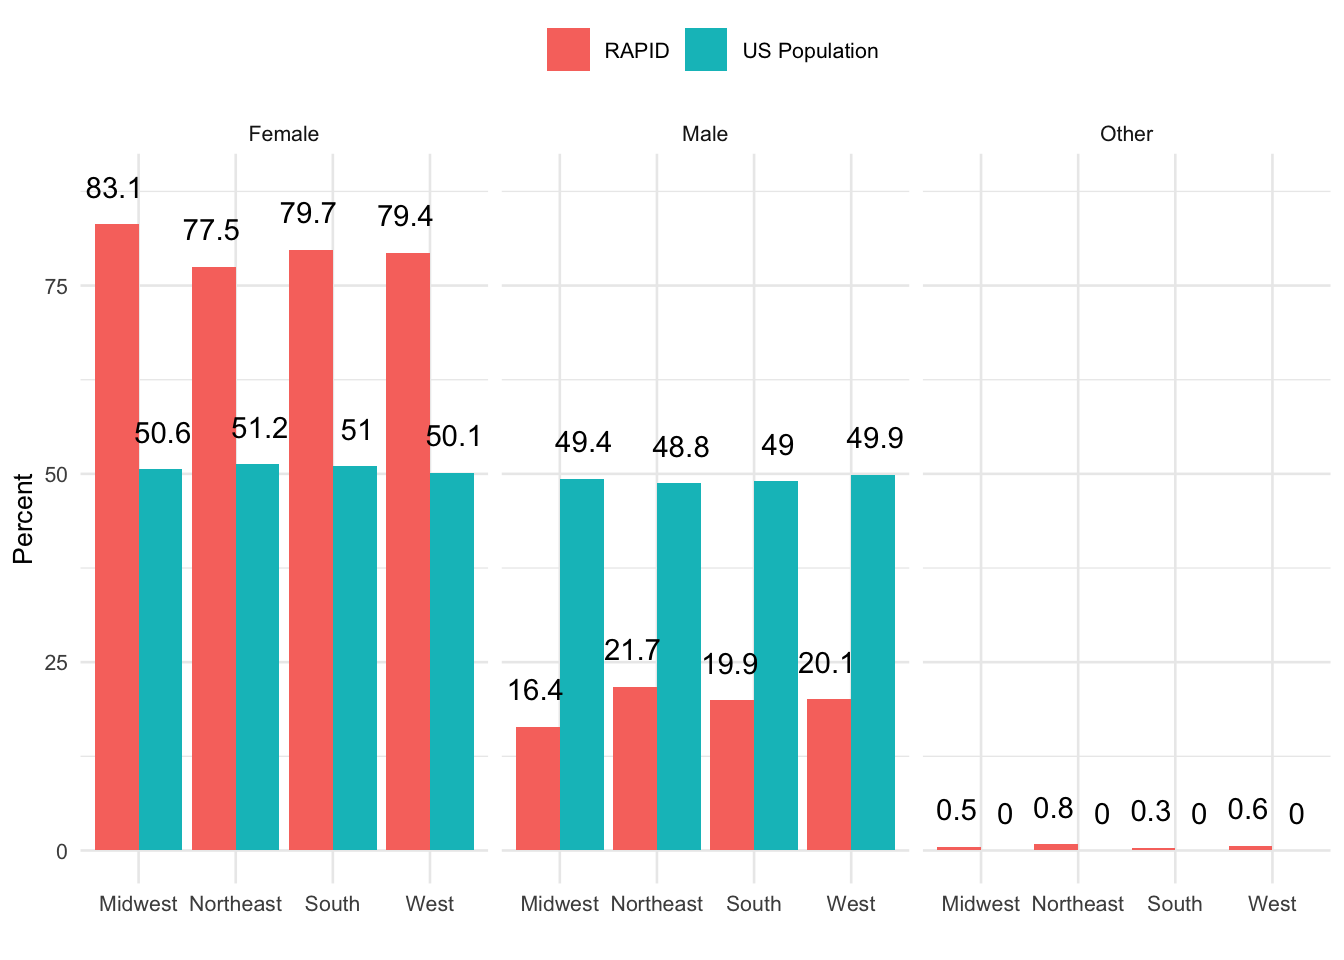 RAPID US Population
Female Male Other
83.1 77.5 79.7 79.4
50.6 51.2 51 50.1
49.4 48.8 49 49.9
16.4 21.7 19.9 20.1
0.5 0 0.8 0 0.3 0 0.6 0
Percent
75
50
25
0
Midwest Northeast South West Midwest Northeast South West Midwest Northeast South West